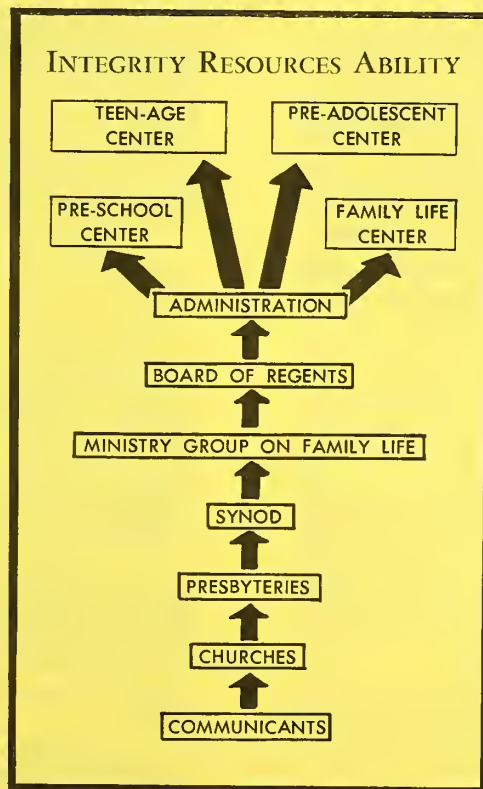 INTEGRITY RESOURCES ABILITY
TEEN-AGE
CENTER
PRE-ADOLESCENT
CENTER
PRE-SCHOOL
CENTER
FAMILY LIFE
CENTER
ADMINISTRATION
BOARD OF REGENTS
MINISTRY GROUP ON FAMILY LIFE
SYNOD
PRESBYTERIES
CHURCHES
COMMUNICANTS